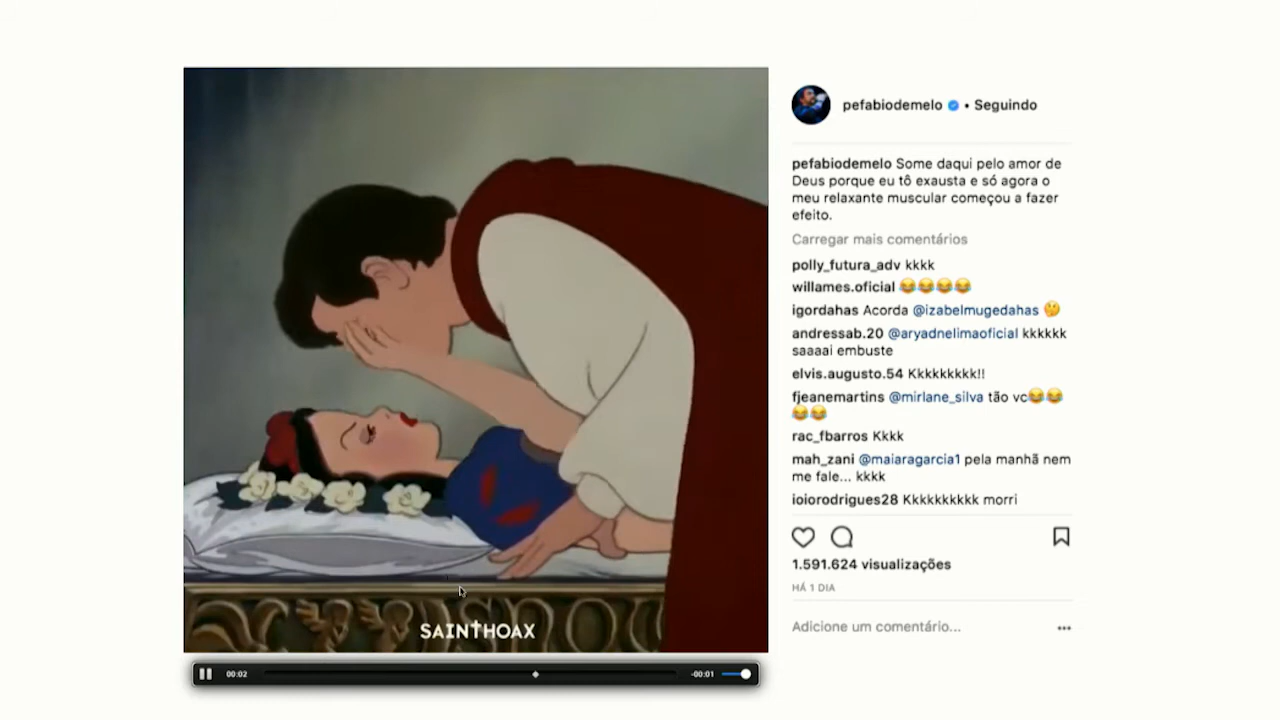 pefabiodemelo • Seguindo
pefabiodemelo Some daqui pelo amor de
Deus porque eu tô exausta e só agora o
meu relaxante muscular começou a fazer
efeito.
Carregar mais comentários
polly_futura_adv kkkk
willames.oficial 😂😂😂😂
igordahas Acorda @izabelmugedahas 🤔
andressab.20 @aryadnelimaoficial kkkkkk
saaaai embuste
elvis.augusto.54 Kkkkkkkkk!!
fjeanemartins @mirlane_silva tão vc😂😂
😂😂
rac_fbarros Kkkk
mah_zani @maiaragarcia1 pela manhã nem
me fale... kkkk
ioiorodrigues28 Kkkkkkkkkk morri
1.591.624 visualizações
HÁ 1 DIA
Adicione um comentário...
SAINTHOAX
00:02
-00:01